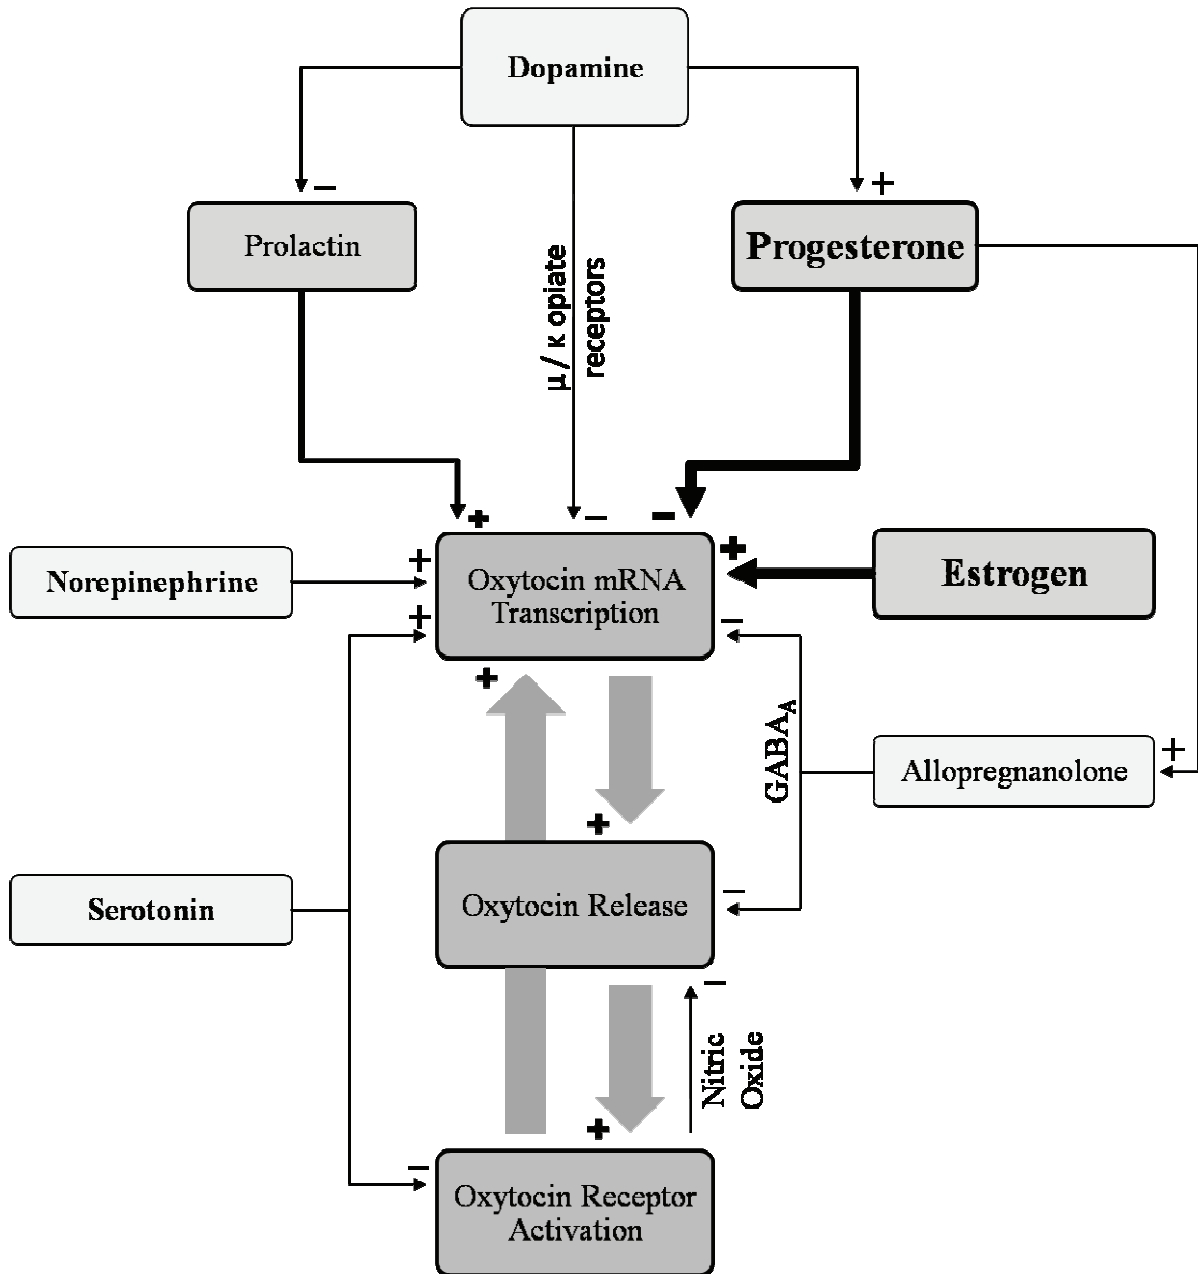 Dopamine
−
+
Prolactin
Progesterone
μ / κ opiate
receptors
+
−
-
Norepinephrine
+
Oxytocin mRNA
Transcription
+
Estrogen
+
−
+
GABAA
Allopregnanolone
+
+
Serotonin
Oxytocin Release
−
−
Nitric
Oxide
+
−
Oxytocin Receptor
Activation